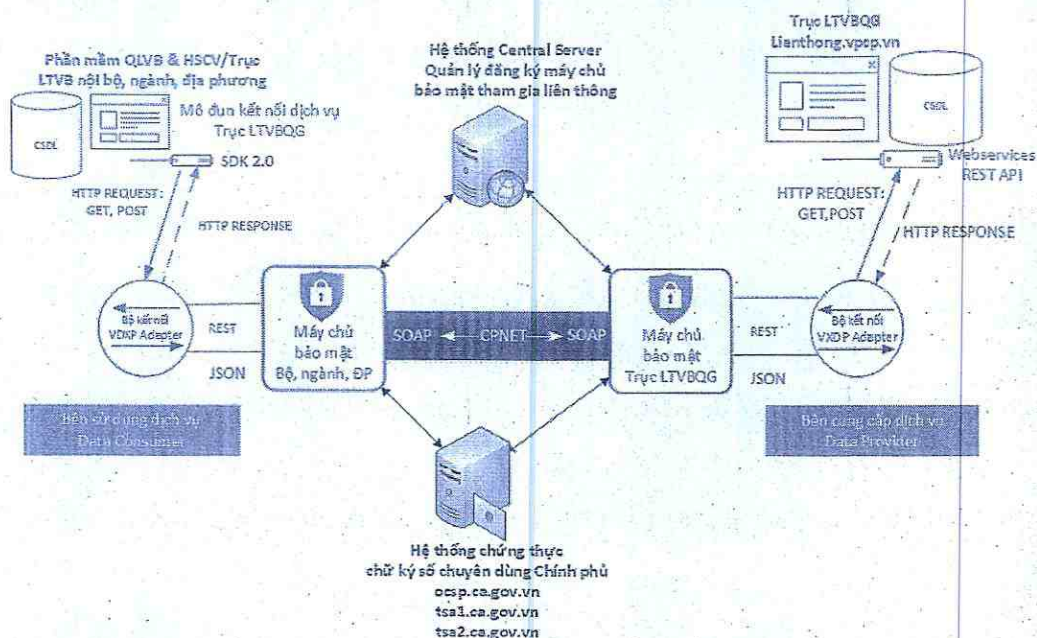 Phần mềm QLVB & HSCV/Trục
LTVB nội bộ, ngành, địa phương
CSDL
Mô đun kết nối dịch vụ
Trục LTVBQG
SDK 2.0
HTTP REQUEST:
GET, POST
HTTP RESPONSE
Bộ kết nối
VDXP Adapter
REST
JSON
Máy chủ
bảo mật
Bộ, ngành, ĐP
Bên sử dụng dịch vụ
Data Consumer
Hệ thống Central Server
Quản lý đăng ký máy chủ
bảo mật tham gia liên thông
SOAP
CPNET
SOAP
Hệ thống chứng thực
chữ ký số chuyên dùng Chính phủ
ocsp.ca.gov.vn
tsa1.ca.gov.vn
tsa2.ca.gov.vn
Trục LTVBQG
Lienthong.vpcp.vn
CSDL
Webservices
REST API
HTTP REQUEST:
GET,POST
HTTP RESPONSE
Máy chủ
bảo mật
Trục LTVBQG
REST
JSON
Bộ kết nối
VXDP Adapter
Bên cung cấp dịch vụ
Data Provider